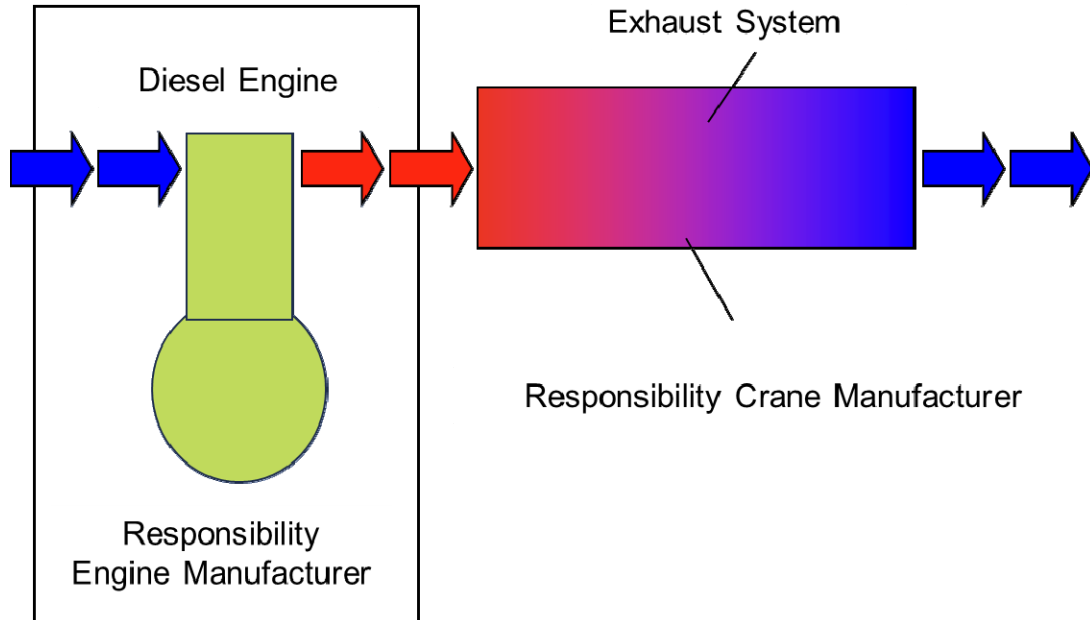 Exhaust System
Diesel Engine
Responsibility Crane Manufacturer
Responsibility
Engine Manufacturer